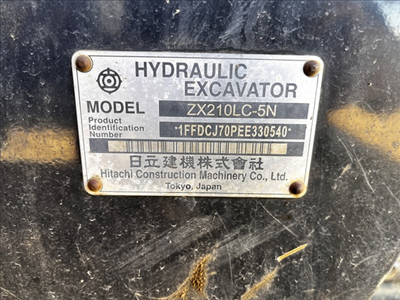 HYDRAULIC
EXCAVATOR
MODEL ZX210LC-5N
Product
Identification
Number
*1FFDCJ70PEE330540*
日立建機株式會社
Hitachi Construction Machinery Co., Ltd.
Tokyo, Japan